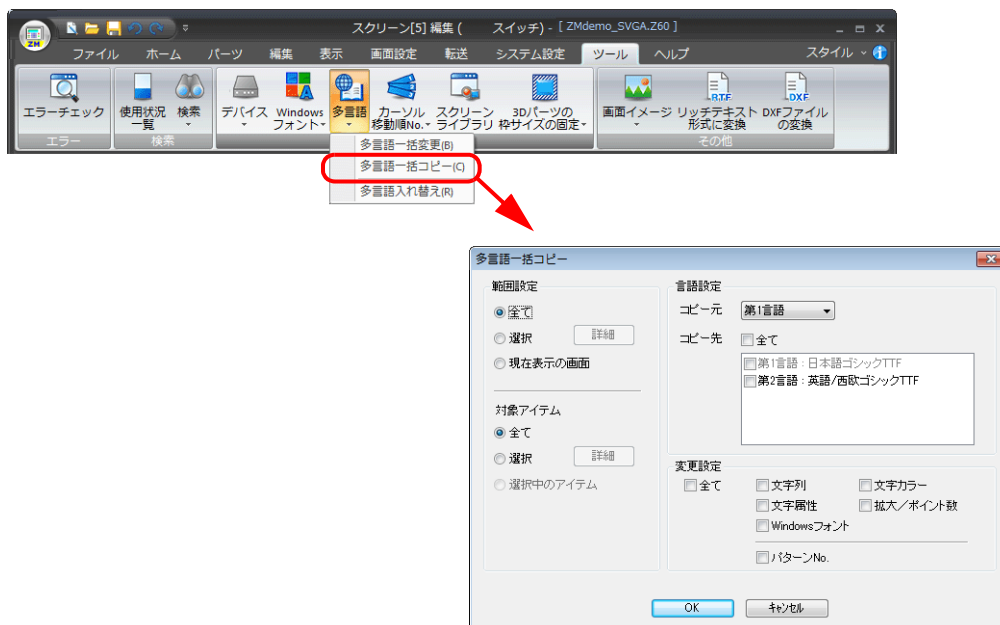 スクリーン[5] 編集 ( スイッチ) - [ ZMdemo_SVGA.Z60 ]
ZM
ファイル ホーム パーツ 編集 表示 画面設定 転送 システム設定 ツール ヘルプ スタイル
エラーチェック
使用状況一覧
検索
デバイス
Windowsフォント
多言語
カーソル移動順No.
スクリーンライブラリ
3Dパーツの枠サイズの固定
画面イメージ
RTF
リッチテキスト形式に変換
DXF
DXFファイルの変換
エラー 検索 その他
多言語一括変更(B)
多言語一括コピー(C)
多言語入れ替え(R)
多言語一括コピー
範囲設定
全て
選択 詳細
現在表示の画面
対象アイテム
全て
選択 詳細
選択中のアイテム
言語設定
コピー元 第1言語
コピー先 全て
第1言語 : 日本語ゴシックTTF
第2言語 : 英語/西欧ゴシックTTF
変更設定
全て 文字列 文字カラー
文字属性 拡大/ポイント数
Windowsフォント
パターンNo.
OK キャンセル